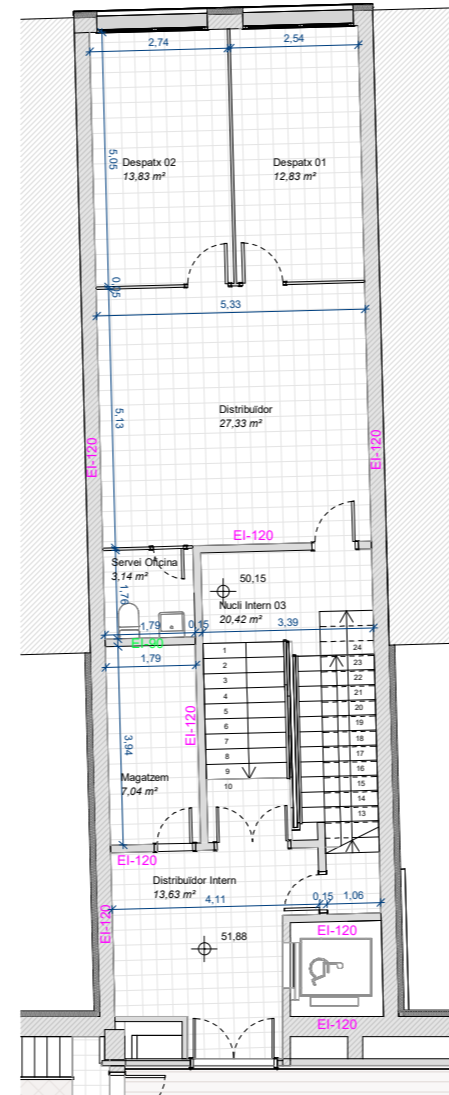 2,74
2,54
5,05
Despatx 02
13,83 m²
Despatx 01
12,83 m²
5,33
5,13
Distribuïdor
27,33 m²
EI-120
EI-120
EI-120
Servei Oficina
3,14 m²
1,76
50,15
Nucli Intern 03
20,42 m²
1,79
0,15
3,39
EI-90
1,79
EI-120
3,94
1
2
3
4
5
6
7
8
9
10
24
23
22
21
20
19
18
17
16
15
14
13
Magatzem
7,04 m²
EI-120
Distribuïdor Intern
13,63 m²
4,11
0,15
1,06
EI-120
EI-120
51,88
EI-120